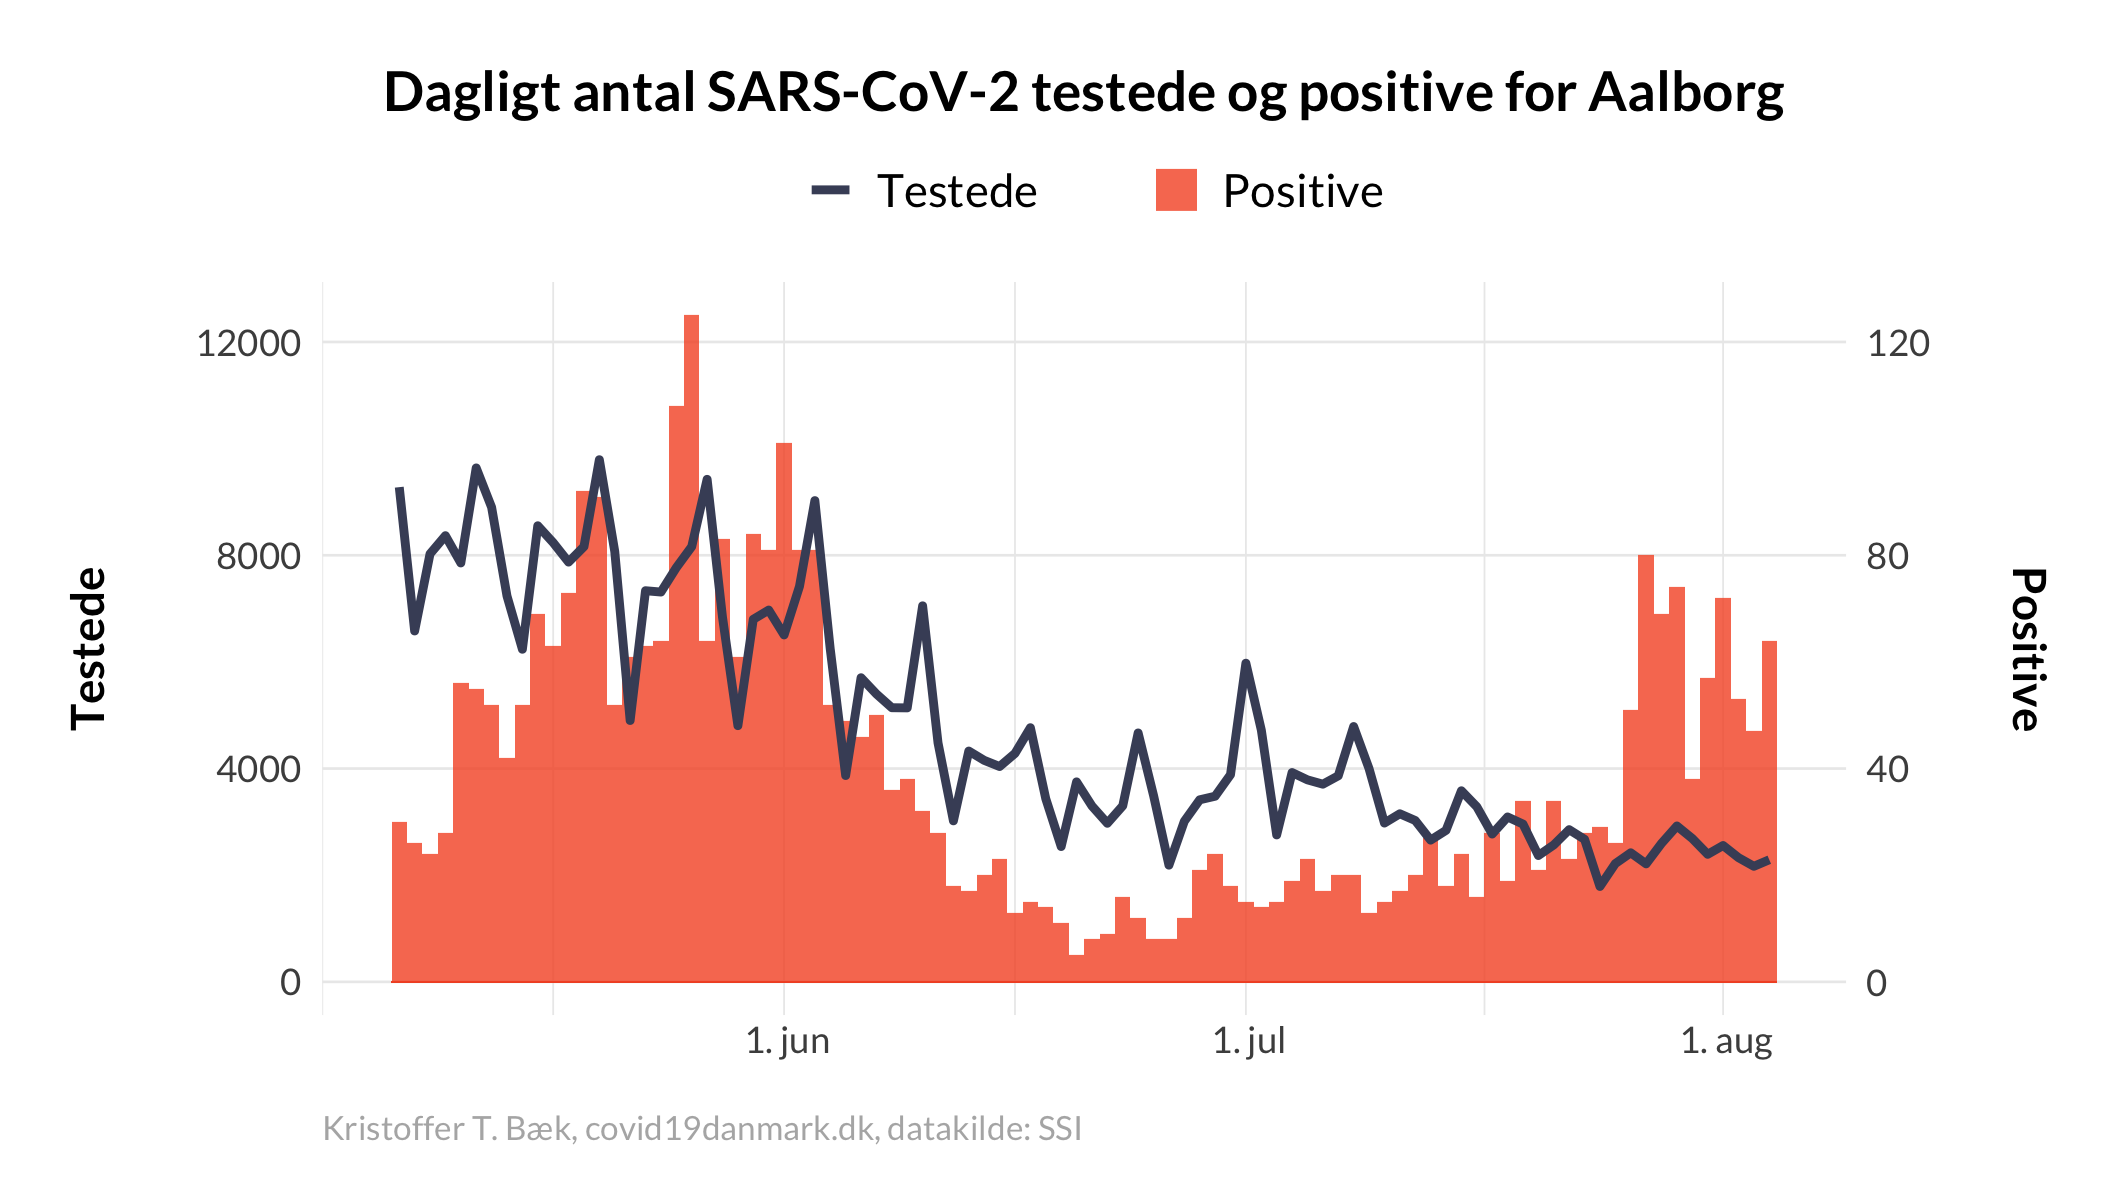 Dagligt antal SARS-CoV-2 testede og positive for Aalborg
Testede
Positive
12000
8000
4000
0
120
80
40
0
Testede
Positive
1. jun
1. jul
1. aug
Kristoffer T. Bæk, covid19danmark.dk, datakilde: SSI